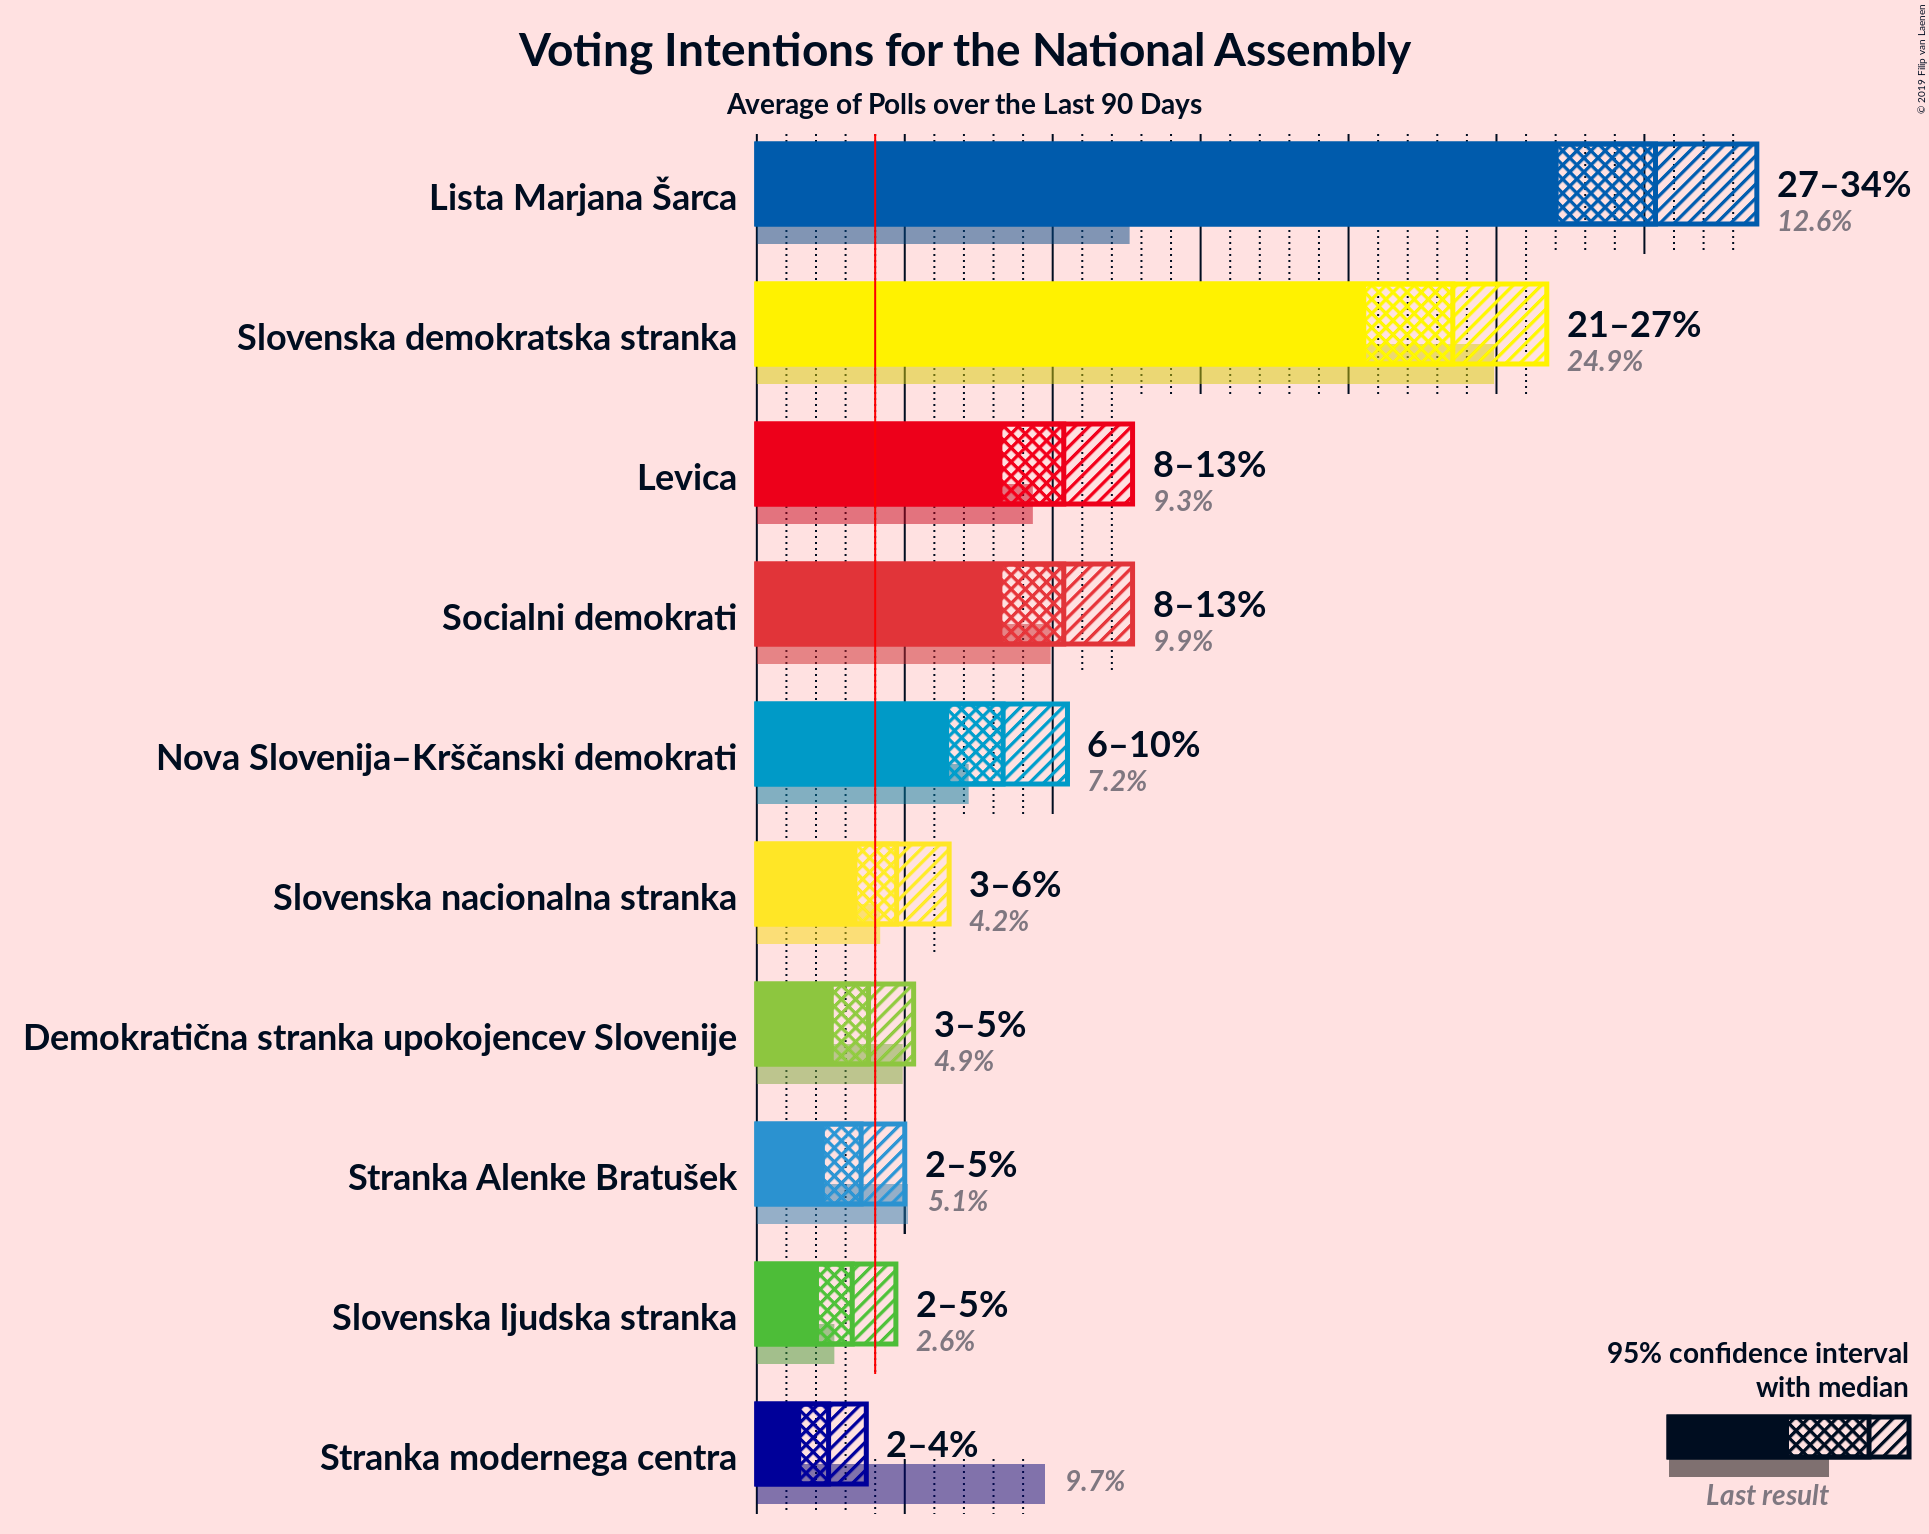 Voting Intentions for the National Assembly
Average of Polls over the Last 90 Days
© 2019 Filip van Laenen
Lista Marjana Šarca
27–34%
12.6%
Slovenska demokratska stranka
21–27%
24.9%
Levica
8–13%
9.3%
Socialni demokrati
8–13%
9.9%
Nova Slovenija–Krščanski demokrati
6–10%
7.2%
Slovenska nacionalna stranka
3–6%
4.2%
Demokratična stranka upokojencev Slovenije
3–5%
4.9%
Stranka Alenke Bratušek
2–5%
5.1%
Slovenska ljudska stranka
2–5%
2.6%
Stranka modernega centra
2–4%
9.7%
95% confidence interval
with median
Last result